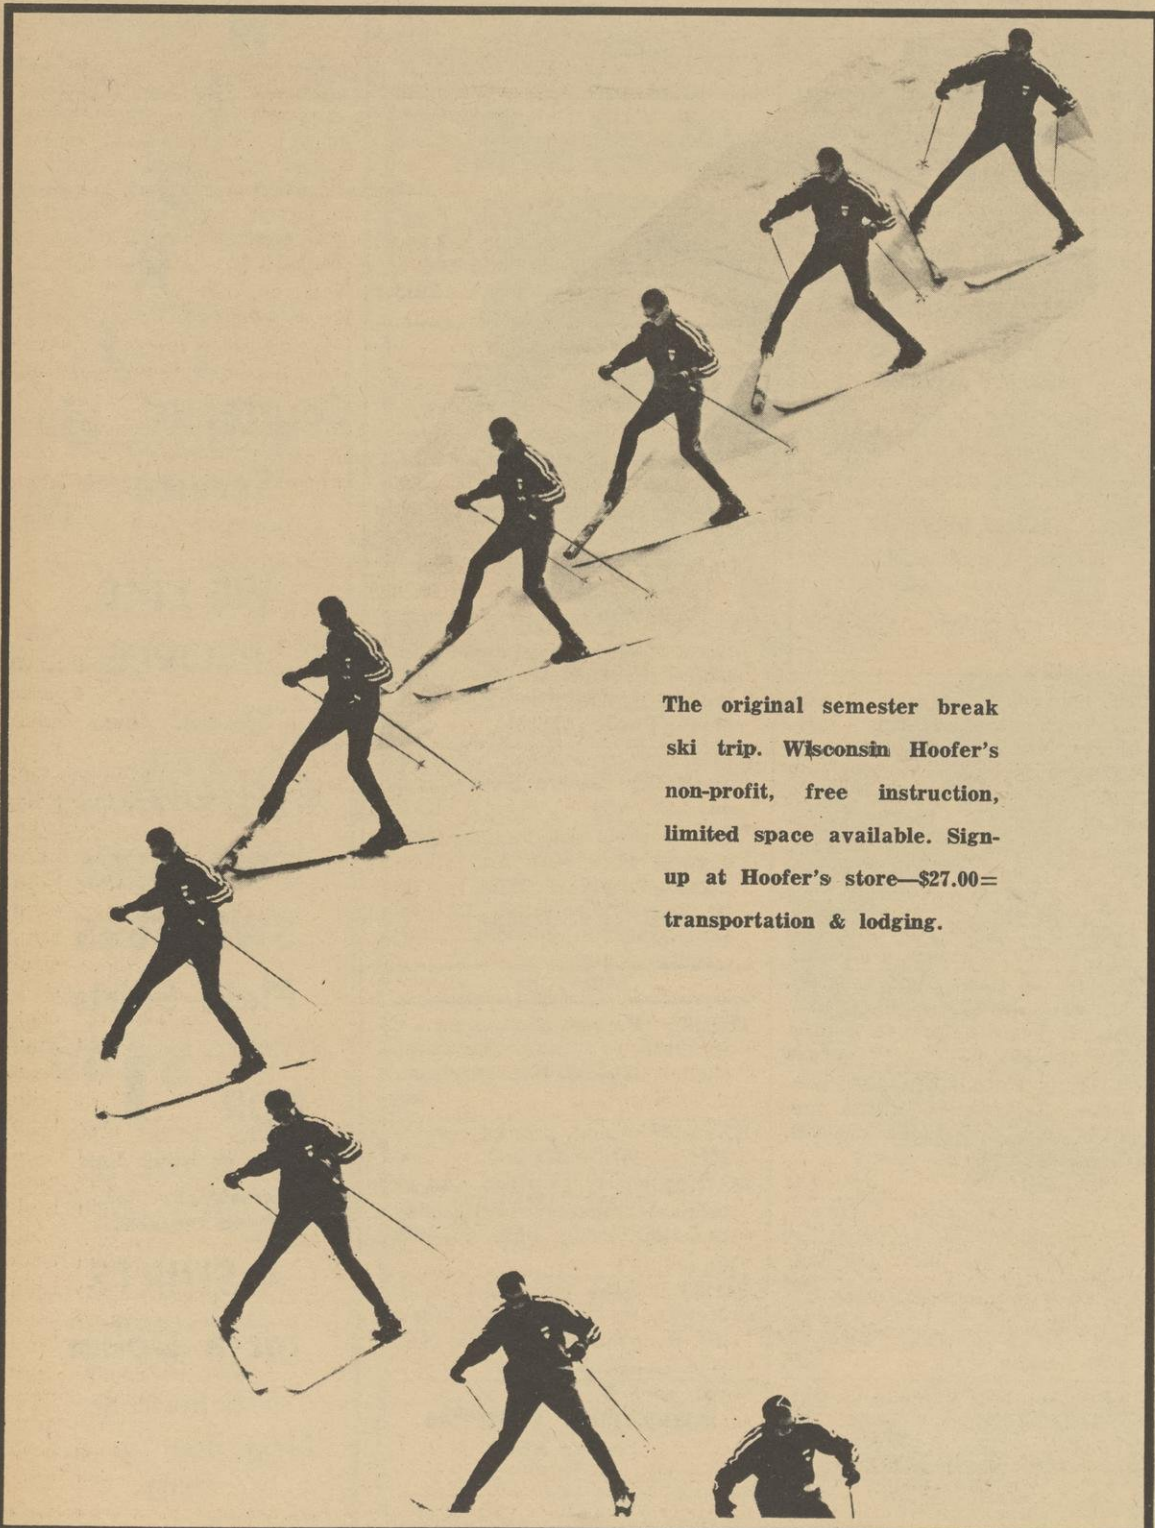 The original semester break
ski trip. Wisconsin Hoofer's
non-profit, free instruction,
limited space available. Sign-
up at Hoofer's store—$27.00=
transportation & lodging.